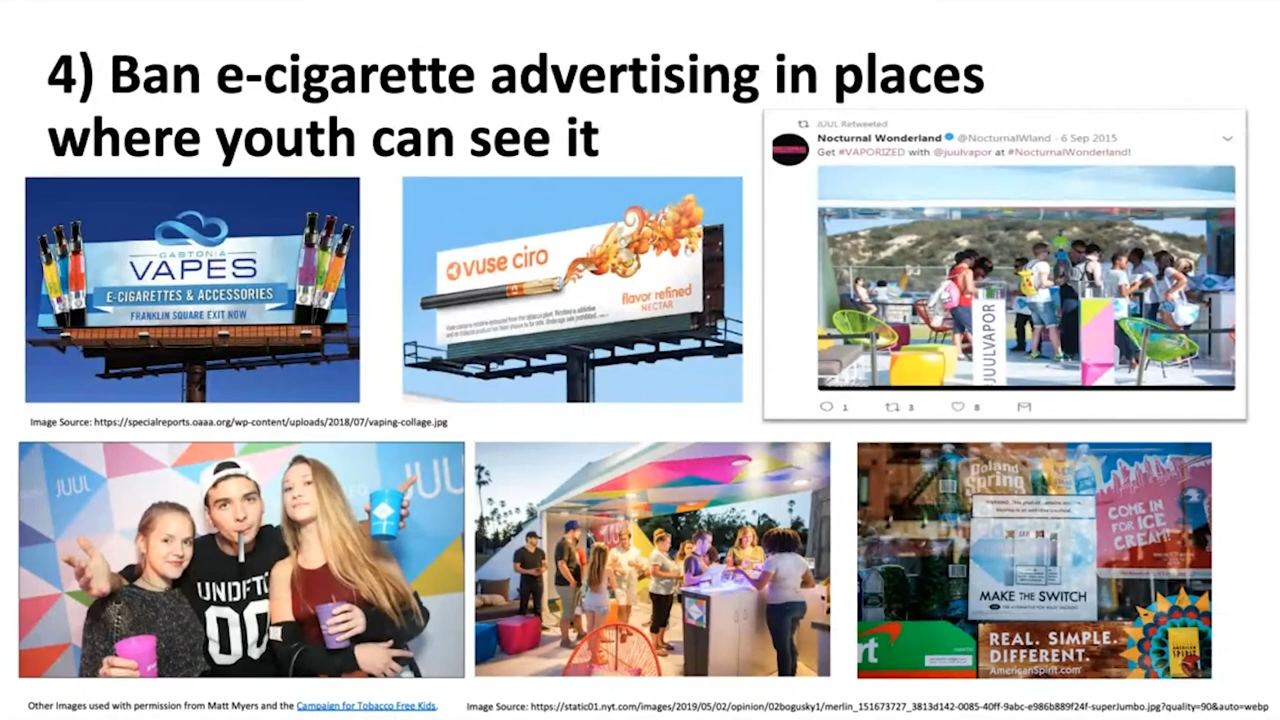 4) Ban e-cigarette advertising in places
where youth can see it
JUUL Retweeted
Nocturnal Wonderland @NocturnalWland · 6 Sep 2015
Get #VAPORIZED with @juulvapor at #NocturnalWonderland!
JUULVAPOR
1 3 8
GASTONIA
VAPES
E-CIGARETTES & ACCESSORIES
FRANKLIN SQUARE EXIT NOW
vuse ciro
flavor refined
NECTAR
Image Source: https://specialreports.oaaa.org/wp-content/uploads/2018/07/vaping-collage.jpg
JUUL
JUUL
UNDFTD
00
JUUL
Poland
Spring
COME IN
FOR ICE
CREAM!
MAKE THE SWITCH
REAL. SIMPLE.
DIFFERENT.
AmericanSpirit.com
AMERICAN
SPIRIT
rt
Other Images used with permission from Matt Myers and the Campaign for Tobacco Free Kids.
Image Source: https://static01.nyt.com/images/2019/05/02/opinion/02bogusky1/merlin_151673727_3813d142-0085-40ff-9abc-e986b889f24f-superJumbo.jpg?quality=90&auto=webp